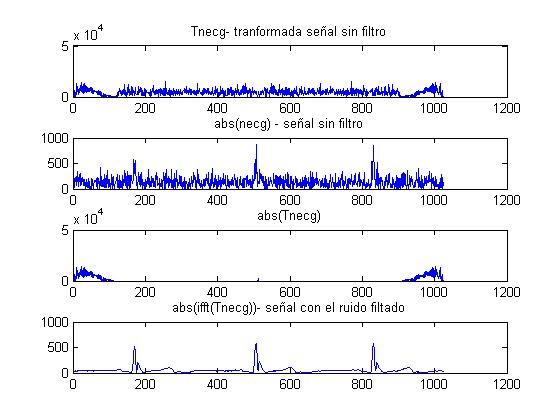 Tnecg- tranformada señal sin filtro
x 10^4
5
0
0 200 400 600 800 1000 1200
abs(necg) - señal sin filtro
1000
500
0
0 200 400 600 800 1000 1200
abs(Tnecg)
x 10^4
5
0
0 200 400 600 800 1000 1200
abs(ifft(Tnecg))- señal con el ruido filtado
1000
500
0
0 200 400 600 800 1000 1200